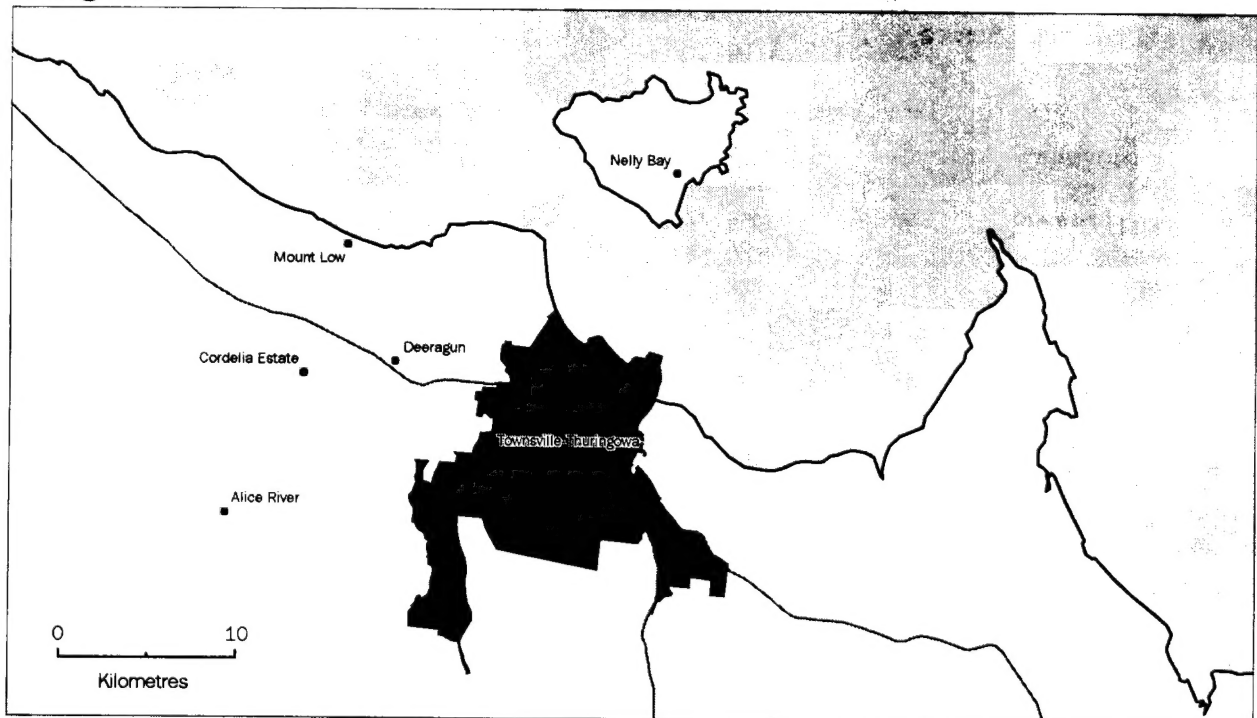 Nelly Bay
Mount Low
Deeragun
Cordelia Estate
Townsville-Thuringowa
Alice River
0 10
Kilometres